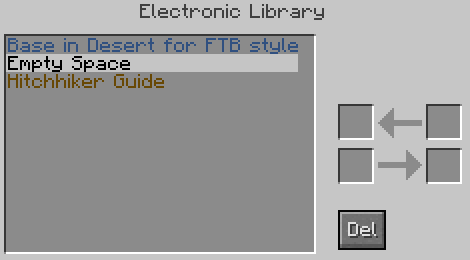 Electronic Library
Base in Desert for FTB style
Empty Space
Hitchhiker Guide
Del